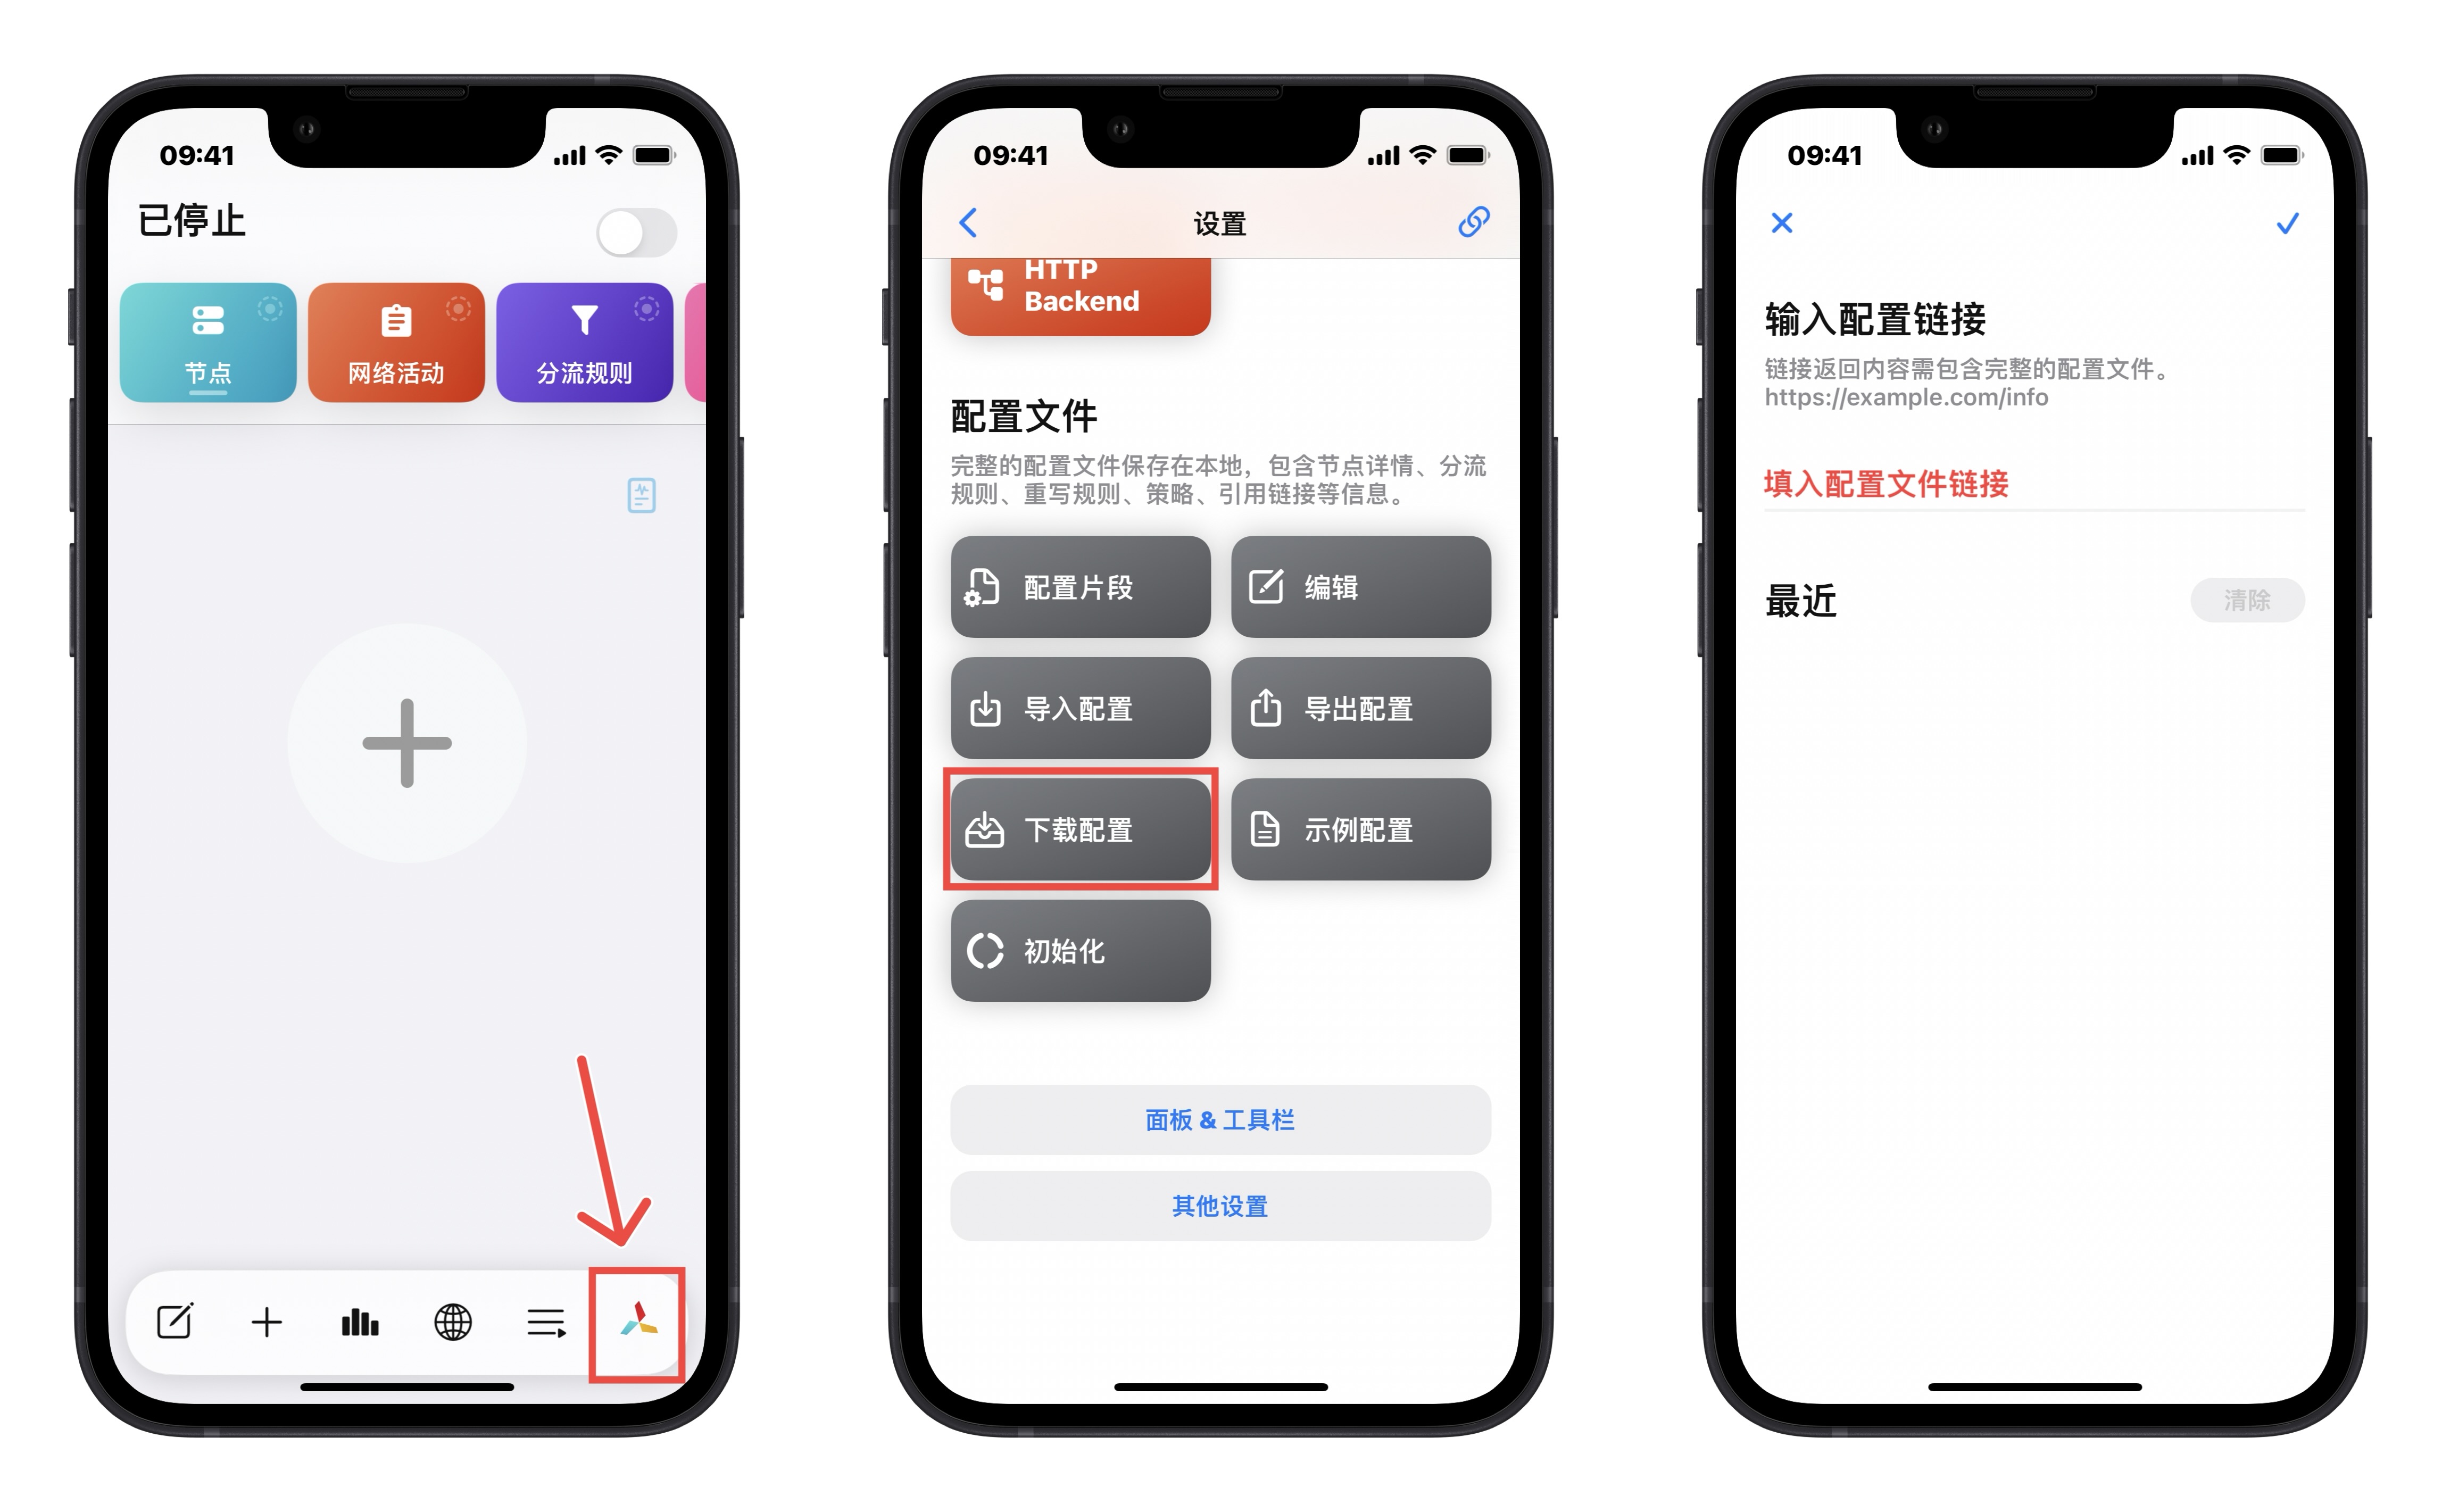 09:41
已停止
节点
网络活动
分流规则
09:41
设置
HTTP
Backend
配置文件
完整的配置文件保存在本地，包含节点详情、分流
规则、重写规则、策略、引用链接等信息。
配置片段
编辑
导入配置
导出配置
下载配置
示例配置
初始化
面板 & 工具栏
其他设置
09:41
输入配置链接
链接返回内容需包含完整的配置文件。
https://example.com/info
填入配置文件链接
最近
清除